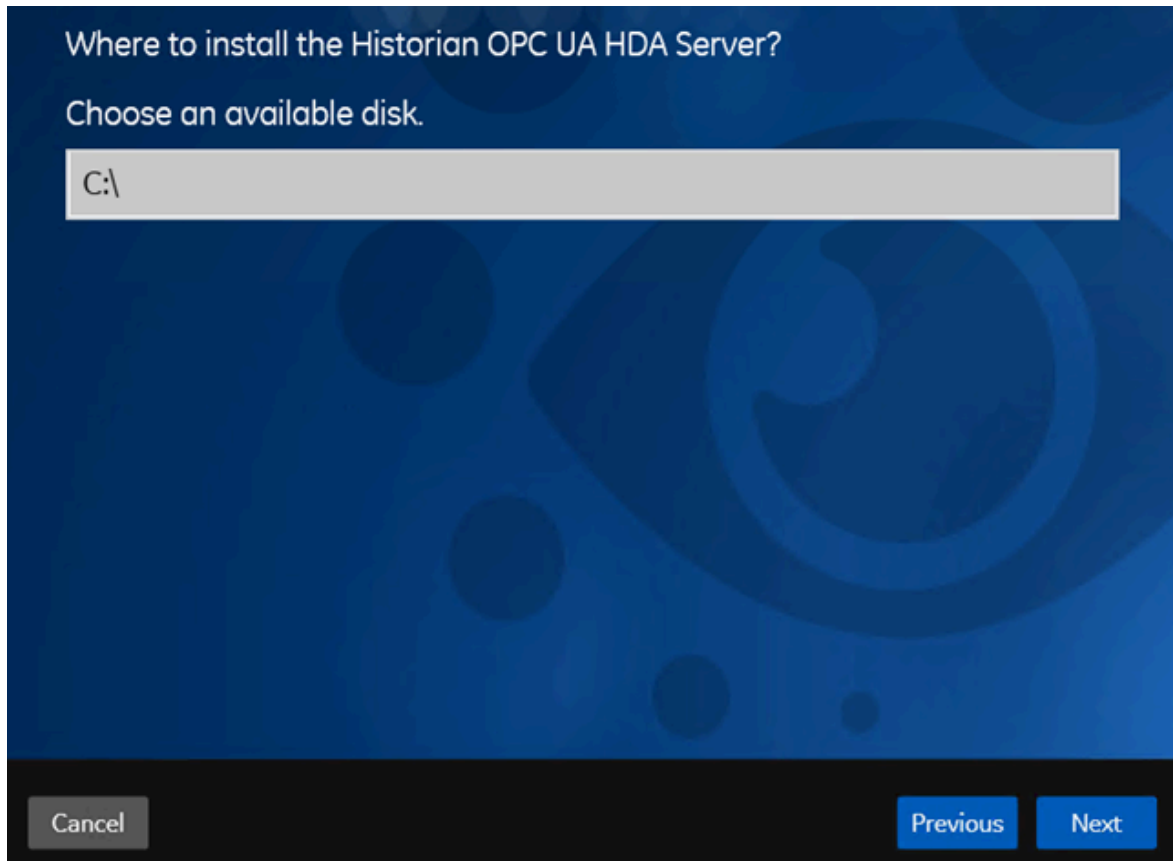 Where to install the Historian OPC UA HDA Server?
Choose an available disk.
C:\
Cancel
Previous
Next